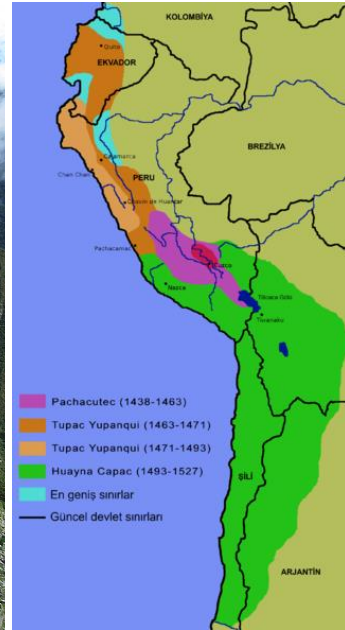 KOLOMBİYA
Quito
EKVADOR
BREZİLYA
Cajamarca
PERU
Chan Chan
Chavin de Huantar
Pachacamac
Cuzco
Nazca
Titicaca Gölü
Tiwanaku
Pachacutec (1438-1463)
Tupac Yupanqui (1463-1471)
Tupac Yupanqui (1471-1493)
Huayna Capac (1493-1527)
ŞİLİ
En geniş sınırlar
Güncel devlet sınırları
ARJANTİN